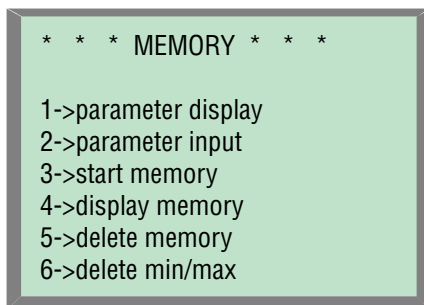 * * * MEMORY * * *
1->parameter display
2->parameter input
3->start memory
4->display memory
5->delete memory
6->delete min/max